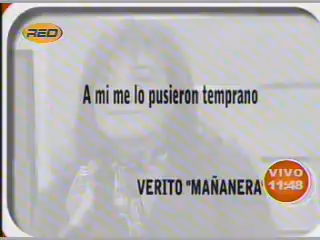 RED
A mi me lo pusieron temprano
VERITO "MAÑANERA"
VIVO
11:48